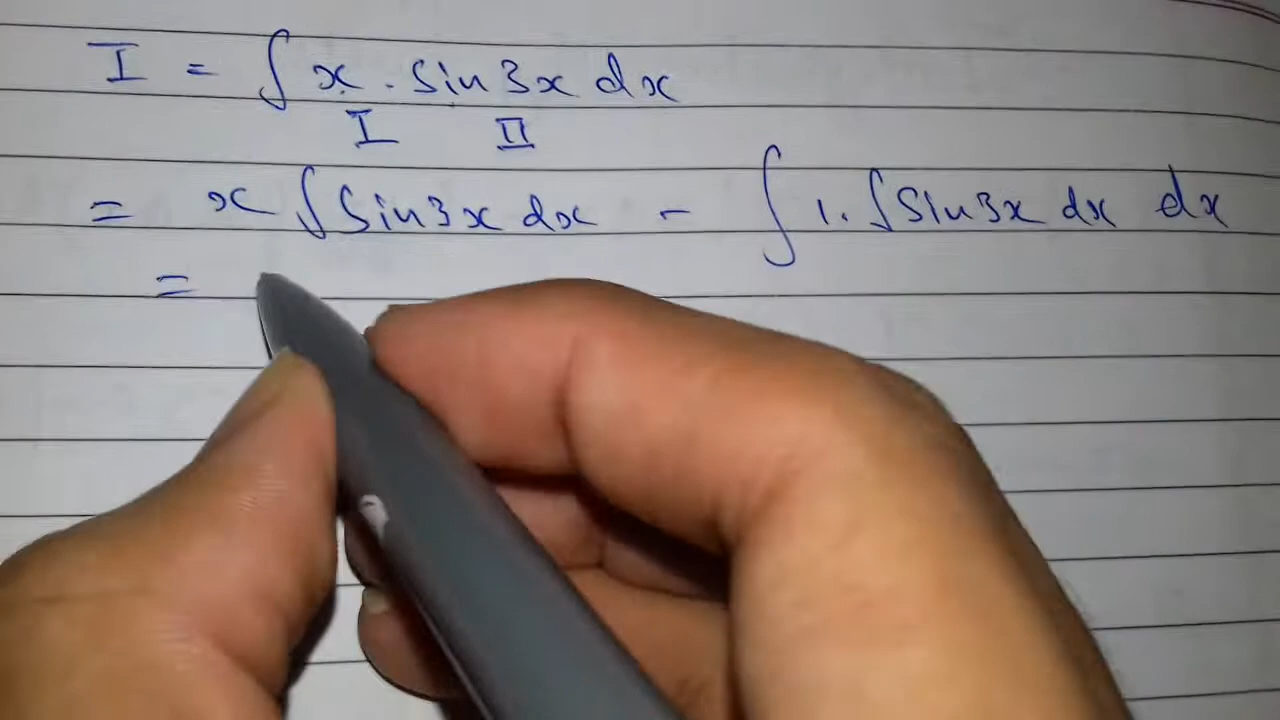 I = ∫ x . Sin 3x dx
I II
= x ∫ Sin 3x dx - ∫ 1. ∫ Sin 3x dx dx
=